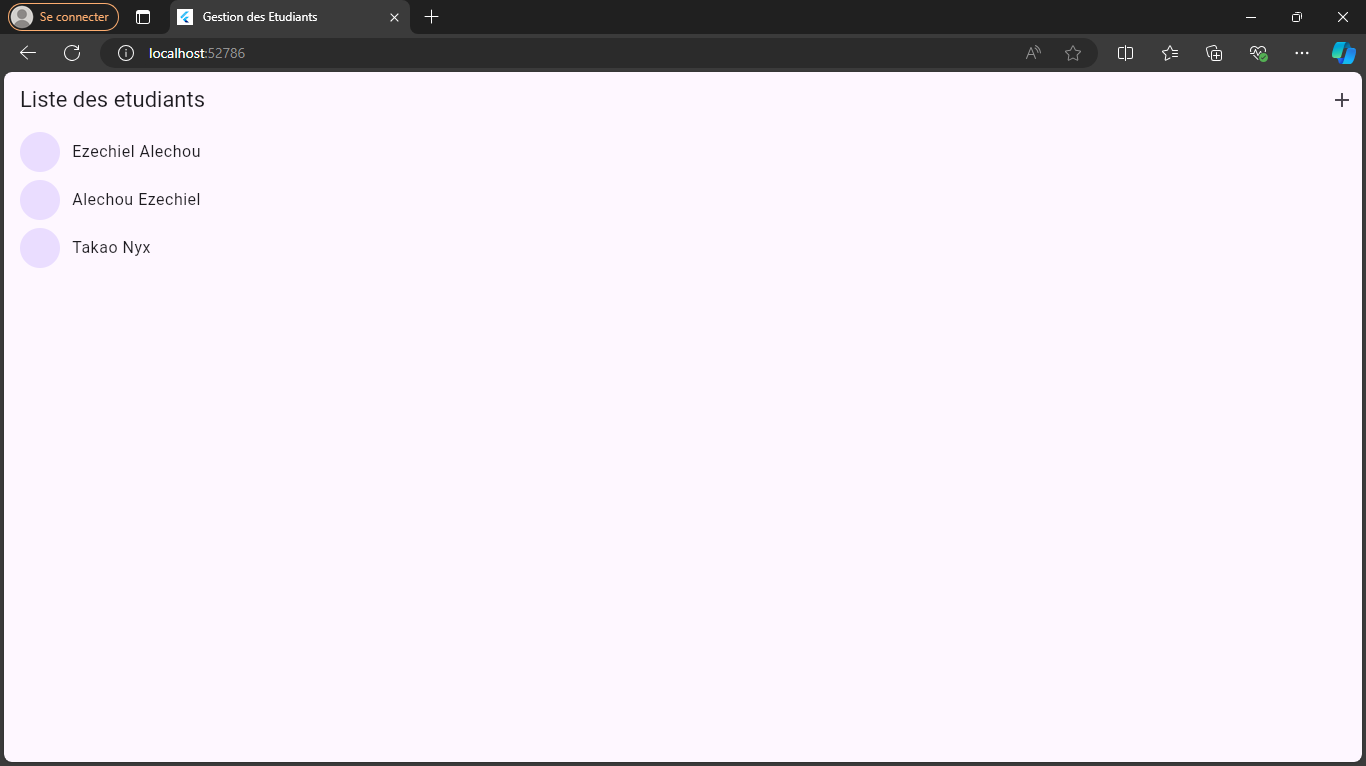 Se connecter
Gestion des Etudiants
localhost:52786
Liste des etudiants
Ezechiel Alechou
Alechou Ezechiel
Takao Nyx